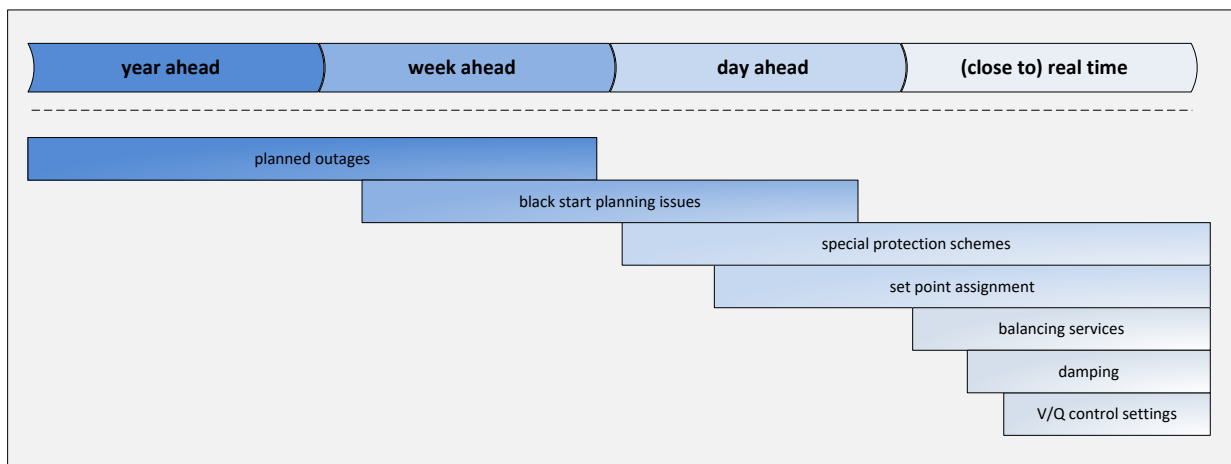 year ahead
week ahead
day ahead
(close to) real time
planned outages
black start planning issues
special protection schemes
set point assignment
balancing services
damping
V/Q control settings